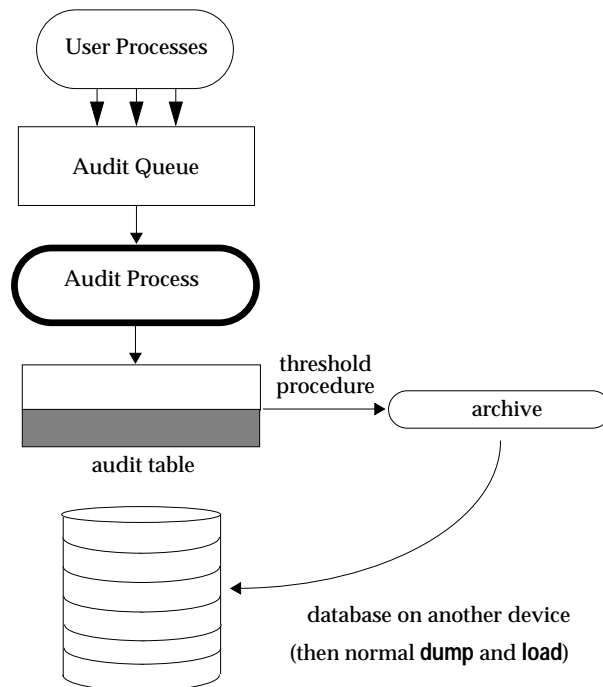 User Processes
Audit Queue
Audit Process
threshold
procedure
archive
audit table
database on another device
(then normal dump and load)